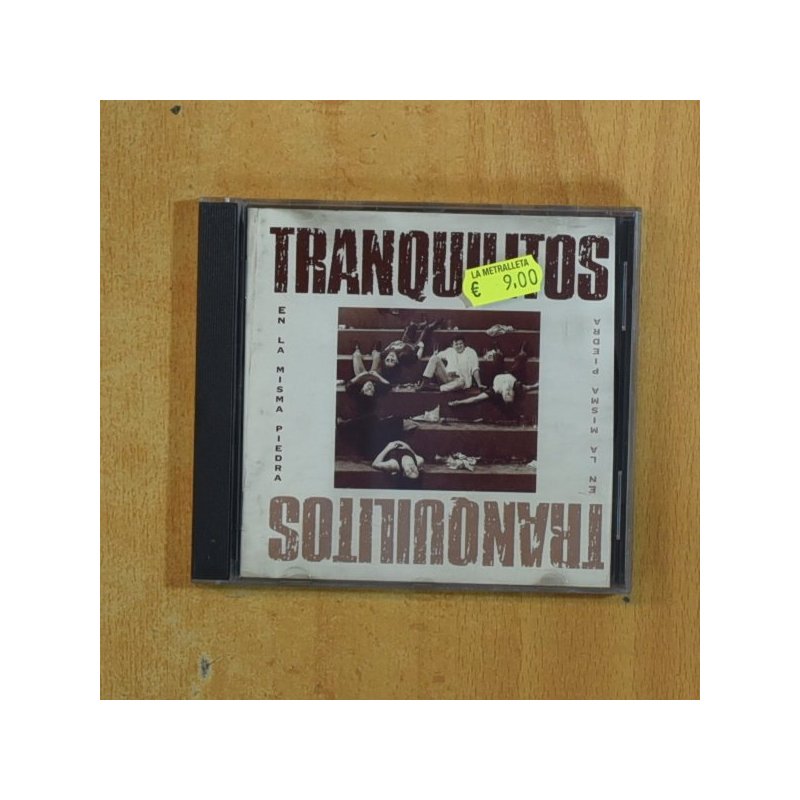 TRANQUILITOS
LA METRALLETA
€ 9,00
EN LA MISMA PIEDRA
EN LA MISMA PIEDRA
TRANQUILITOS